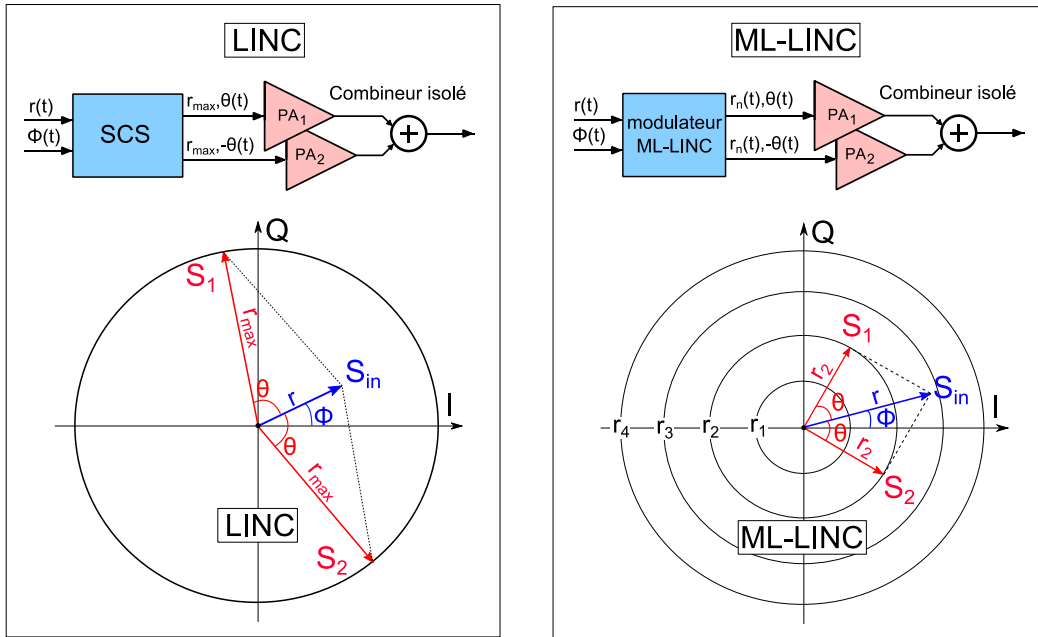 LINC
r(t)
Φ(t)
SCS
r_max,θ(t)
r_max,-θ(t)
PA₁
PA₂
Combineur isolé
+
Q
I
S₁
r_max
θ
r
S_in
Φ
θ
r_max
S₂
LINC
ML-LINC
r(t)
Φ(t)
modulateur
ML-LINC
r_n(t),θ(t)
r_n(t),-θ(t)
PA₁
PA₂
Combineur isolé
+
Q
I
S₁
r₂
θ
r
S_in
Φ
θ
r₂
S₂
r₄
r₃
r₂
r₁
ML-LINC